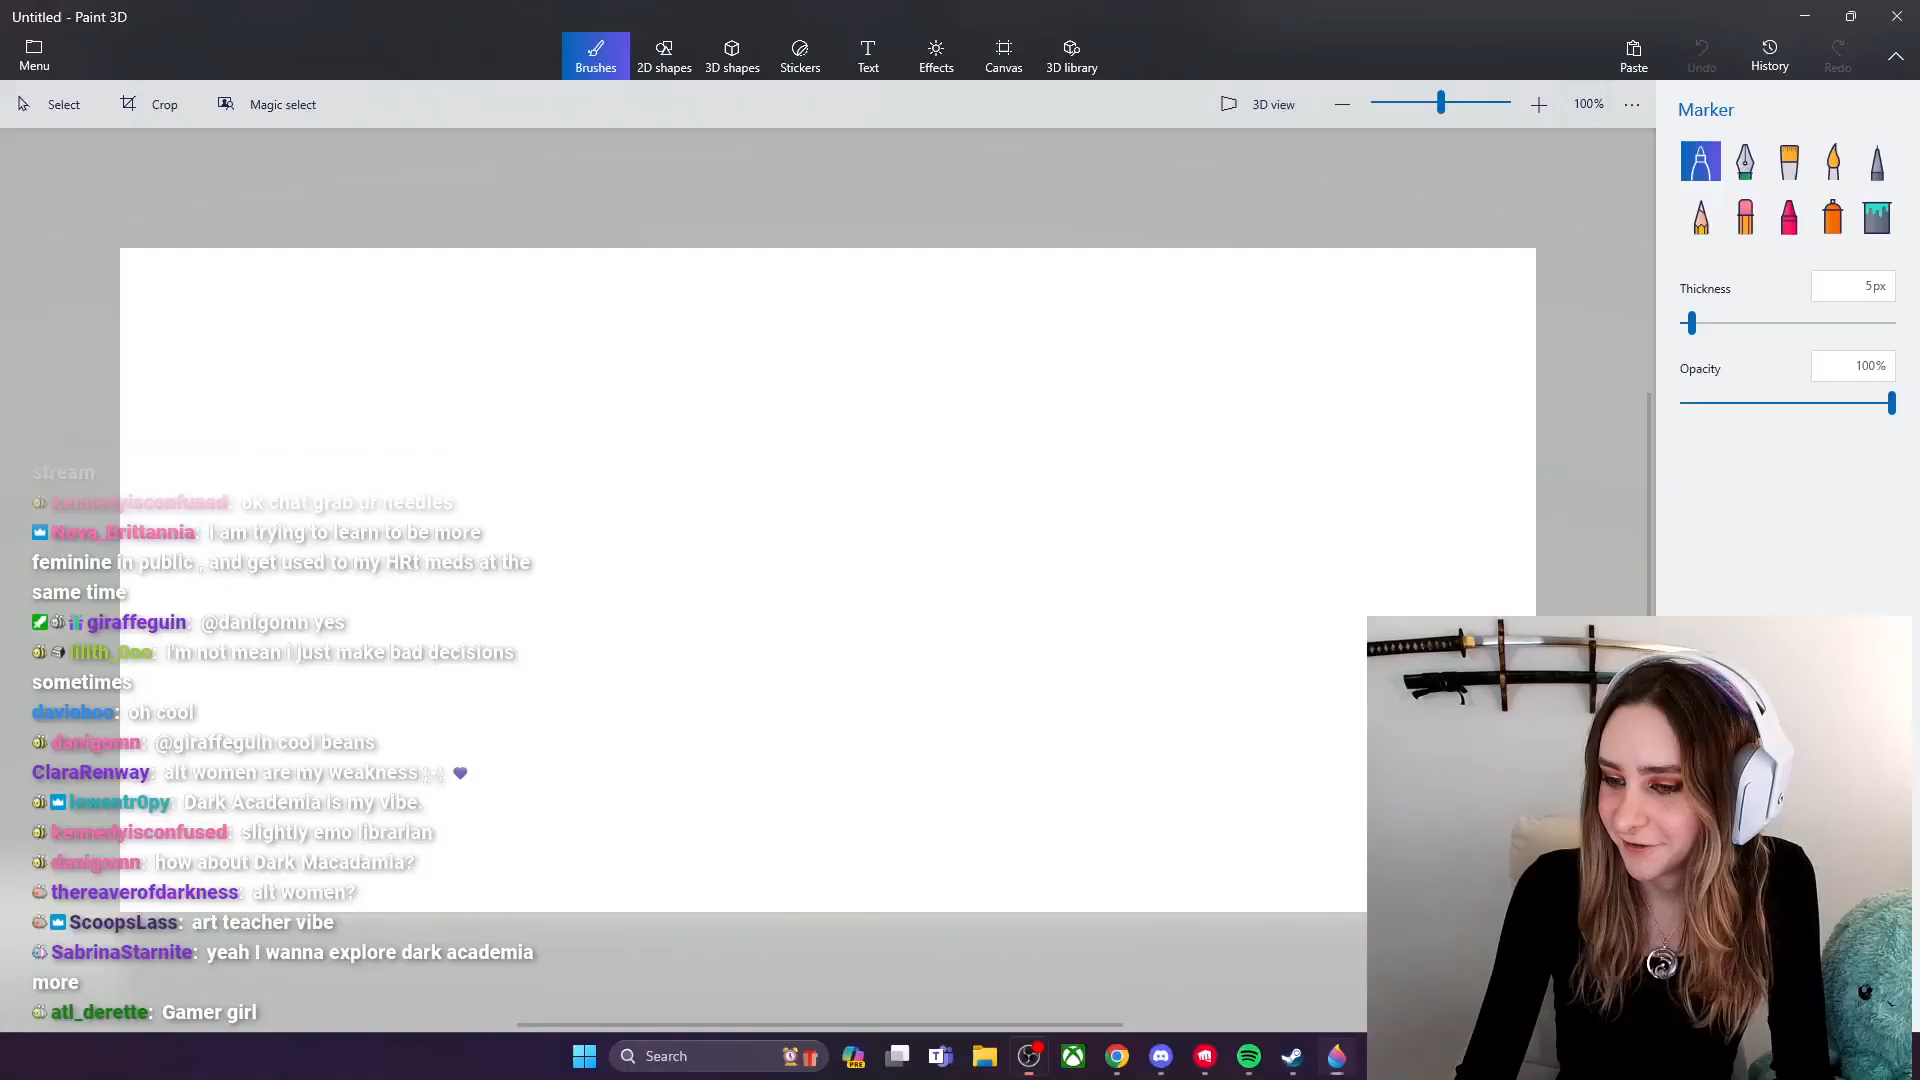 Untitled - Paint 3D
Menu
Brushes
2D shapes
3D shapes
Stickers
Text
Effects
Canvas
3D library
Paste
Undo
History
Redo
Select
Crop
Magic select
3D view
100%
Marker
Thickness
5px
Opacity
100%
stream
kennedyisconfused: ok chat grab ur needles
Nova_Brittannia: I am trying to learn to be more
feminine in public , and get used to my HRt meds at the
same time
giraffeguin: @danigomn yes
lilith_0oo: i'm not mean i just make bad decisions
sometimes
davieboo: oh cool
danigomn: @giraffeguin cool beans
ClaraRenway: alt women are my weakness ;-;
lowentr0py: Dark Academia is my vibe.
kennedyisconfused: slightly emo librarian
danigomn: how about Dark Macadamia?
thereaverofdarkness: alt women?
ScoopsLass: art teacher vibe
SabrinaStarnite: yeah I wanna explore dark academia
more
atl_derette: Gamer girl
Search
PRE